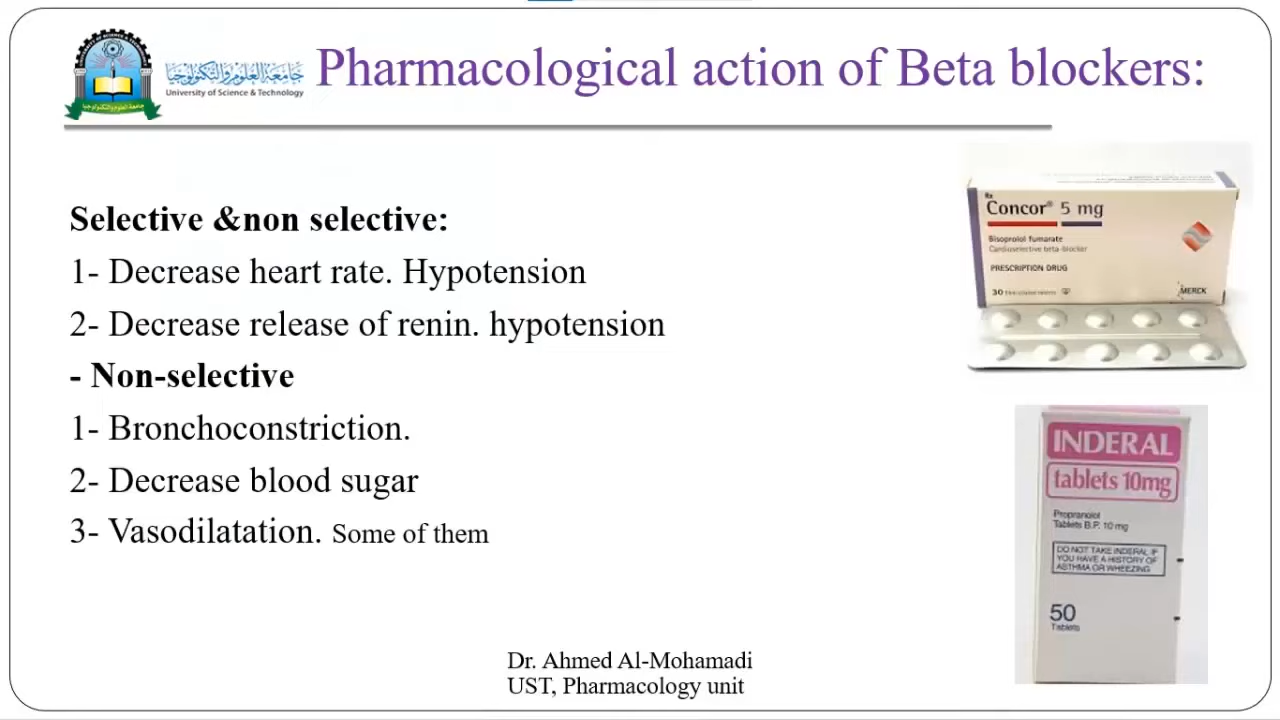 جامعة العلوم والتكنولوجيا
University of Science & Technology
Pharmacological action of Beta blockers:
Selective &non selective:
1- Decrease heart rate. Hypotension
2- Decrease release of renin. hypotension
- Non-selective
1- Bronchoconstriction.
2- Decrease blood sugar
3- Vasodilatation. Some of them
Rx
Concor® 5 mg
Bisoprolol fumarate
Cardioselective beta-blocker
PRESCRIPTION DRUG
30
MERCK
INDERAL
tablets 10mg
Propranolol
Tablets B.P. 10 mg
DO NOT TAKE INDERAL IF
YOU HAVE A HISTORY OF
ASTHMA OR WHEEZING
50
Tablets
Dr. Ahmed Al-Mohamadi
UST, Pharmacology unit